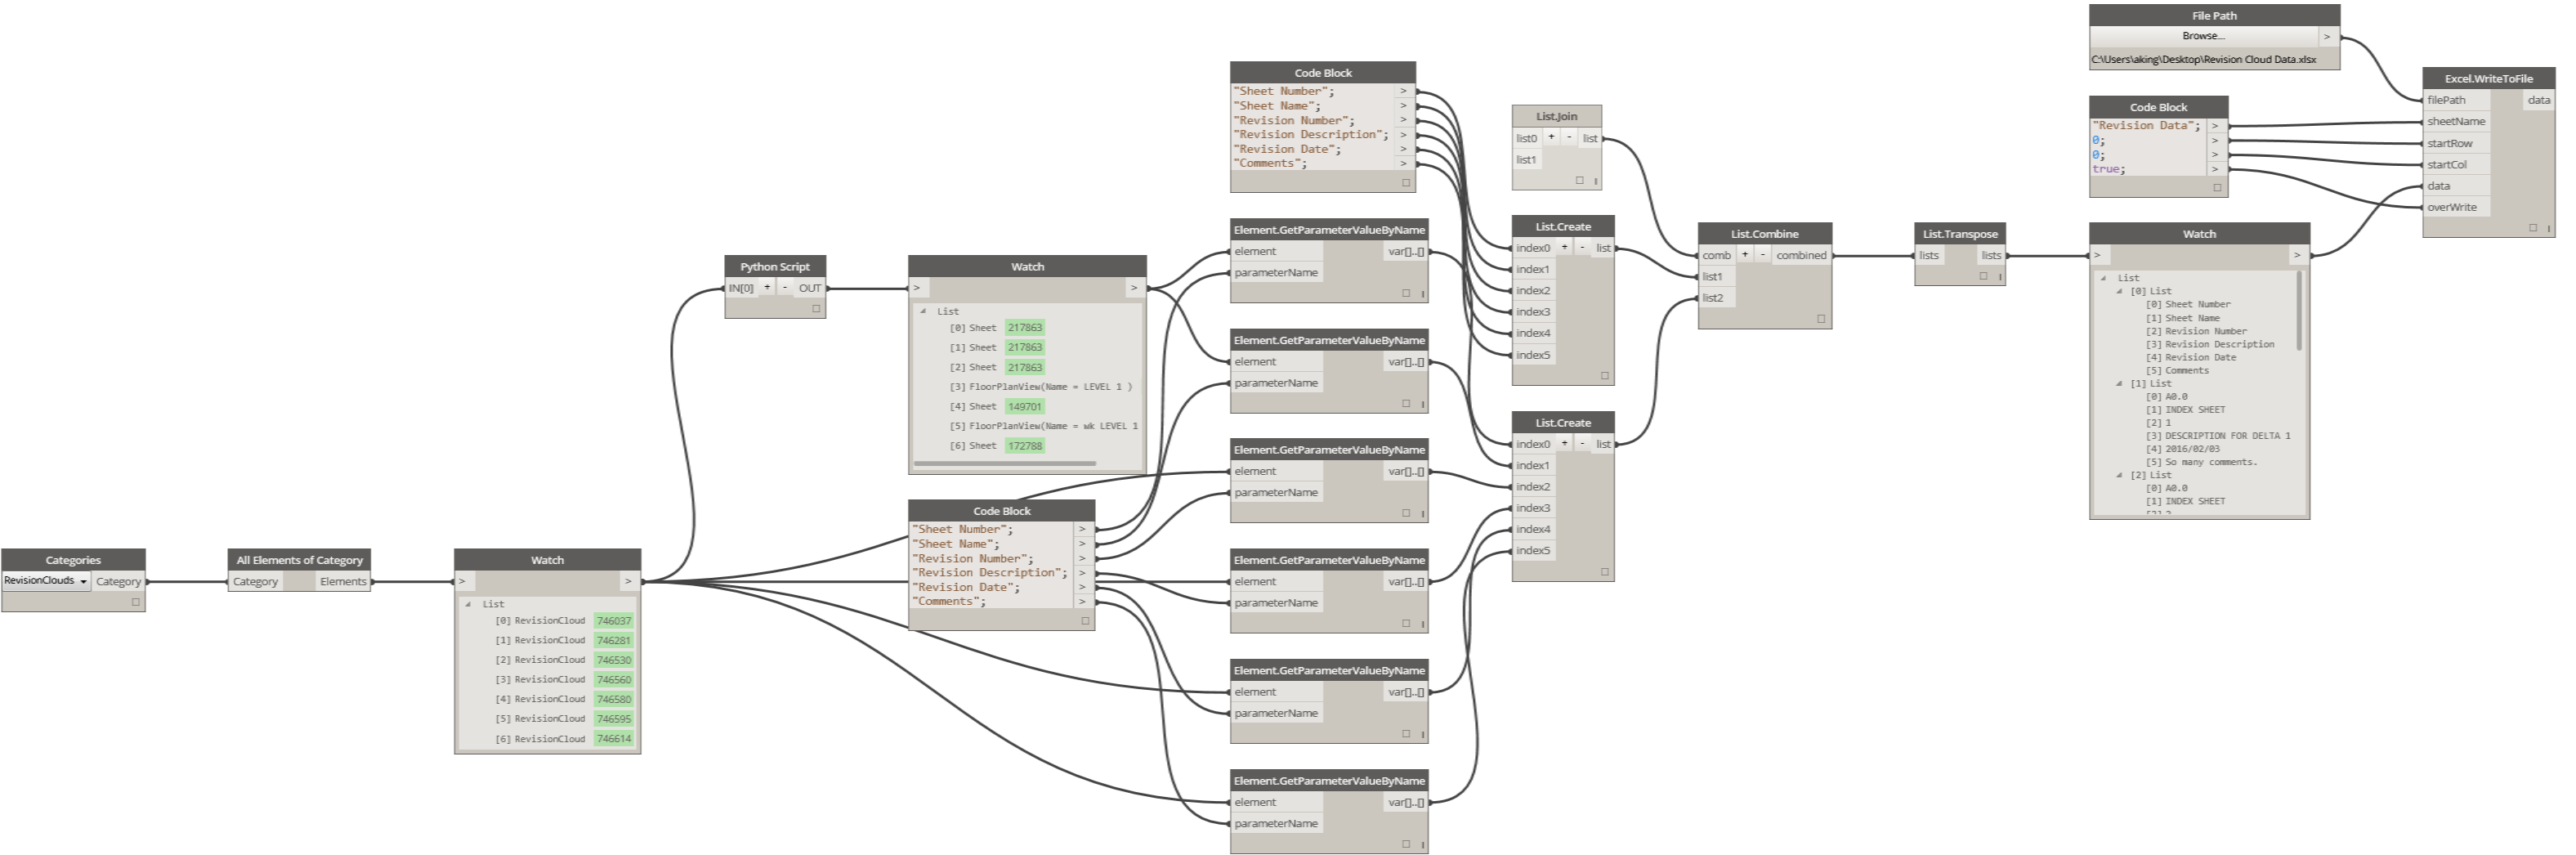 Categories
RevisionClouds
Category
All Elements of Category
Category Elements
Watch
> >
List
[0] RevisionCloud 746037
[1] RevisionCloud 746281
[2] RevisionCloud 746530
[3] RevisionCloud 746560
[4] RevisionCloud 746580
[5] RevisionCloud 746595
[6] RevisionCloud 746614
Python Script
IN[0] + - OUT
Watch
> >
List
[0] Sheet 217863
[1] Sheet 217863
[2] Sheet 217863
[3] FloorPlanView(Name = LEVEL 1 )
[4] Sheet 149701
[5] FloorPlanView(Name = wk LEVEL 1
[6] Sheet 172788
Code Block
"Sheet Number"; >
"Sheet Name"; >
"Revision Number"; >
"Revision Description"; >
"Revision Date"; >
"Comments"; >
Code Block
"Sheet Number"; >
"Sheet Name"; >
"Revision Number"; >
"Revision Description"; >
"Revision Date"; >
"Comments"; >
Element.GetParameterValueByName
element var[]..[]
parameterName
Element.GetParameterValueByName
element var[]..[]
parameterName
Element.GetParameterValueByName
element var[]..[]
parameterName
Element.GetParameterValueByName
element var[]..[]
parameterName
Element.GetParameterValueByName
element var[]..[]
parameterName
Element.GetParameterValueByName
element var[]..[]
parameterName
List.Join
list0 + - list
list1
List.Create
index0 + - list
index1
index2
index3
index4
index5
List.Create
index0 + - list
index1
index2
index3
index4
index5
List.Combine
comb + - combined
list1
list2
List.Transpose
lists lists
File Path
Browse... >
C:\Users\aking\Desktop\Revision Cloud Data.xlsx
Code Block
"Revision Data"; >
0; >
0; >
true; >
Watch
> >
List
[0] List
[0] Sheet Number
[1] Sheet Name
[2] Revision Number
[3] Revision Description
[4] Revision Date
[5] Comments
[1] List
[0] A0.0
[1] INDEX SHEET
[2] 1
[3] DESCRIPTION FOR DELTA 1
[4] 2016/02/03
[5] So many comments.
[2] List
[0] A0.0
[1] INDEX SHEET
Excel.WriteToFile
filePath data
sheetName
startRow
startCol
data
overWrite